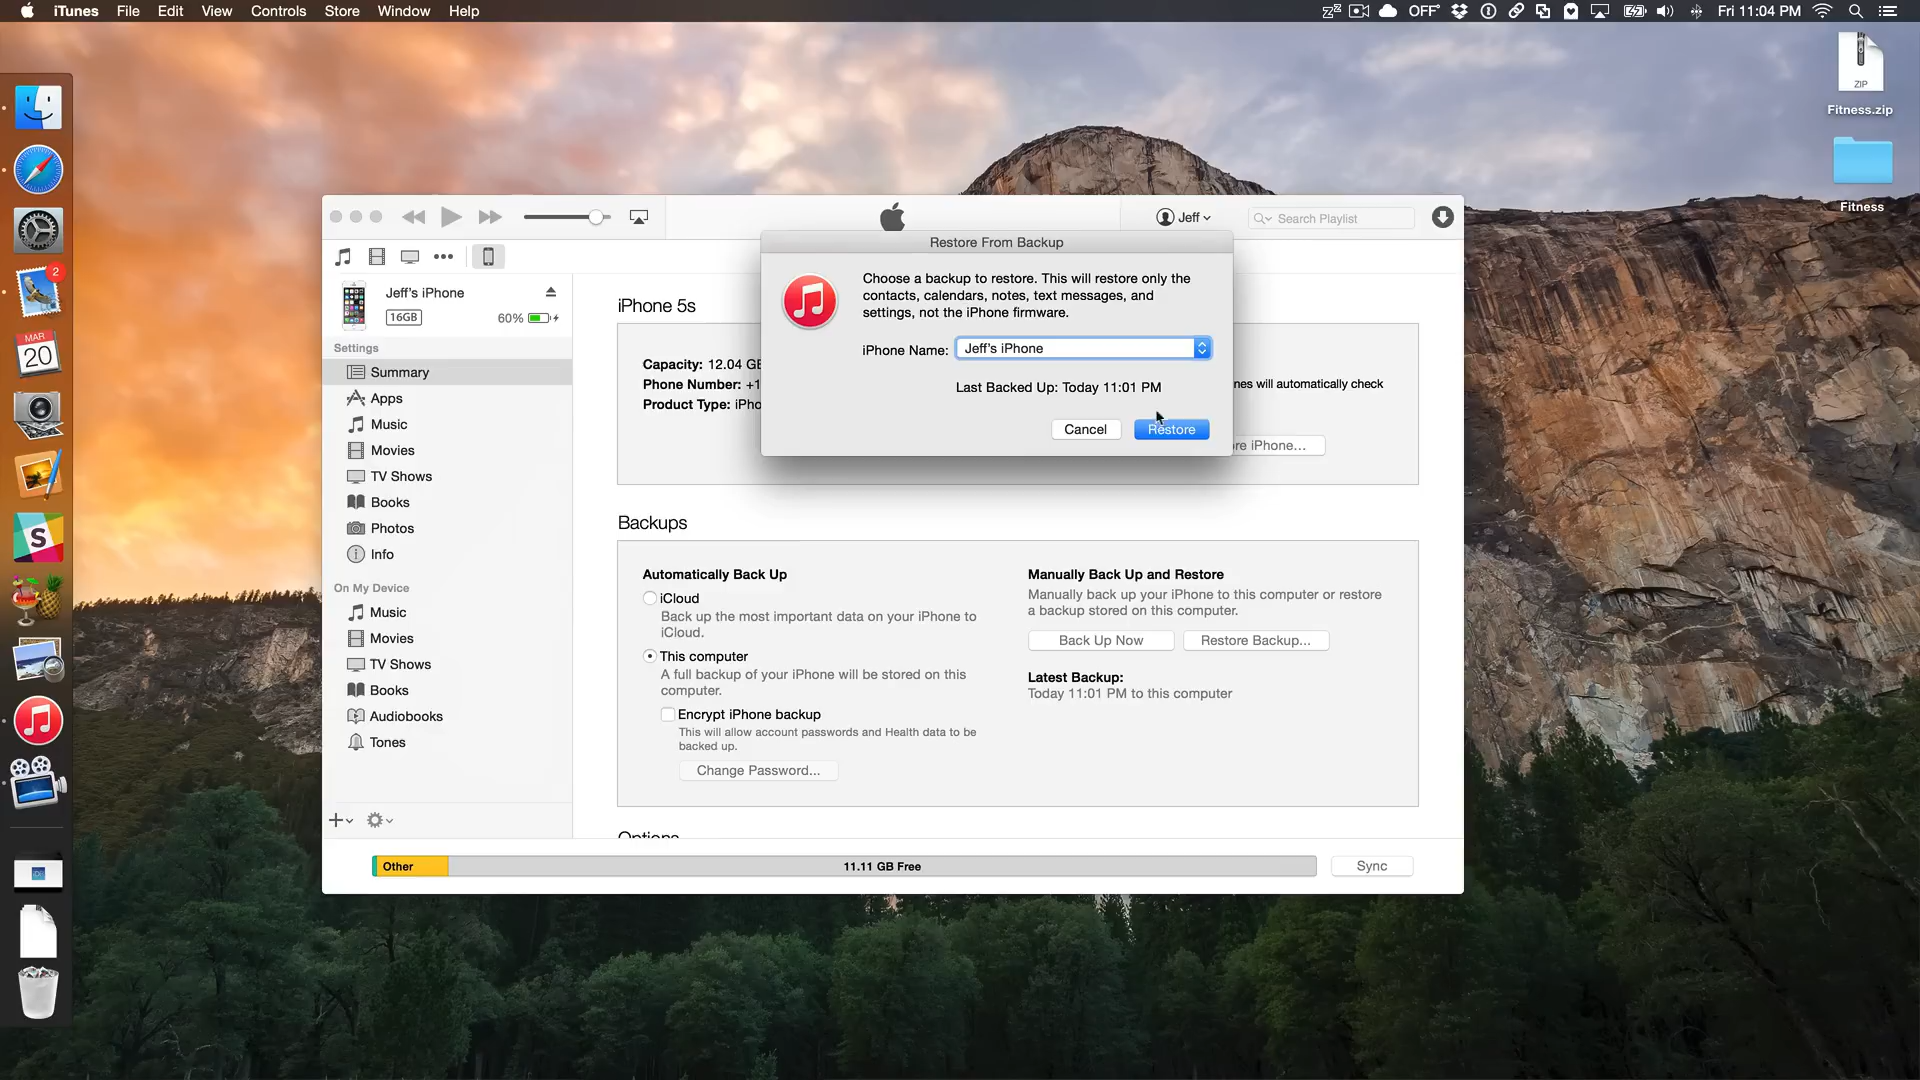 iTunes File Edit View Controls Store Window Help
OFF° Fri 11:04 PM
ZIP
Fitness.zip
Fitness
2
MAR
20
S
Jeff
Search Playlist
Restore From Backup
Choose a backup to restore. This will restore only the
contacts, calendars, notes, text messages, and
settings, not the iPhone firmware.
iPhone Name: Jeff's iPhone
Last Backed Up: Today 11:01 PM
Cancel Restore
Jeff's iPhone
16GB 60%
Settings
Summary
Apps
Music
Movies
TV Shows
Books
Photos
Info
On My Device
Music
Movies
TV Shows
Books
Audiobooks
Tones
iPhone 5s
Capacity: 12.04
Phone Number: +1
Product Type:
will automatically check
iPhone...
Backups
Automatically Back Up
iCloud
Back up the most important data on your iPhone to
iCloud.
This computer
A full backup of your iPhone will be stored on this
computer.
Encrypt iPhone backup
This will allow account passwords and Health data to be
backed up.
Change Password...
Manually Back Up and Restore
Manually back up your iPhone to this computer or restore
a backup stored on this computer.
Back Up Now Restore Backup...
Latest Backup:
Today 11:01 PM to this computer
Options
Other 11.11 GB Free Sync